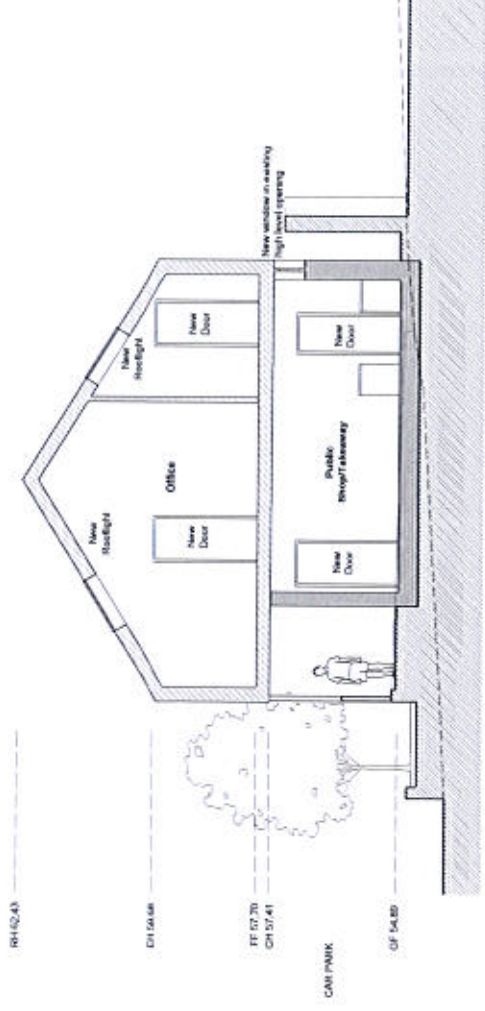 RH 62.43
EH 59.68
FF 57.70
CH 57.41
GF 54.89
CAR PARK
New
Rooflight
New
Rooflight
Office
New
Door
New
Door
New window in existing
high level opening
Public
Shop/Takeaway
New
Door
New
Door